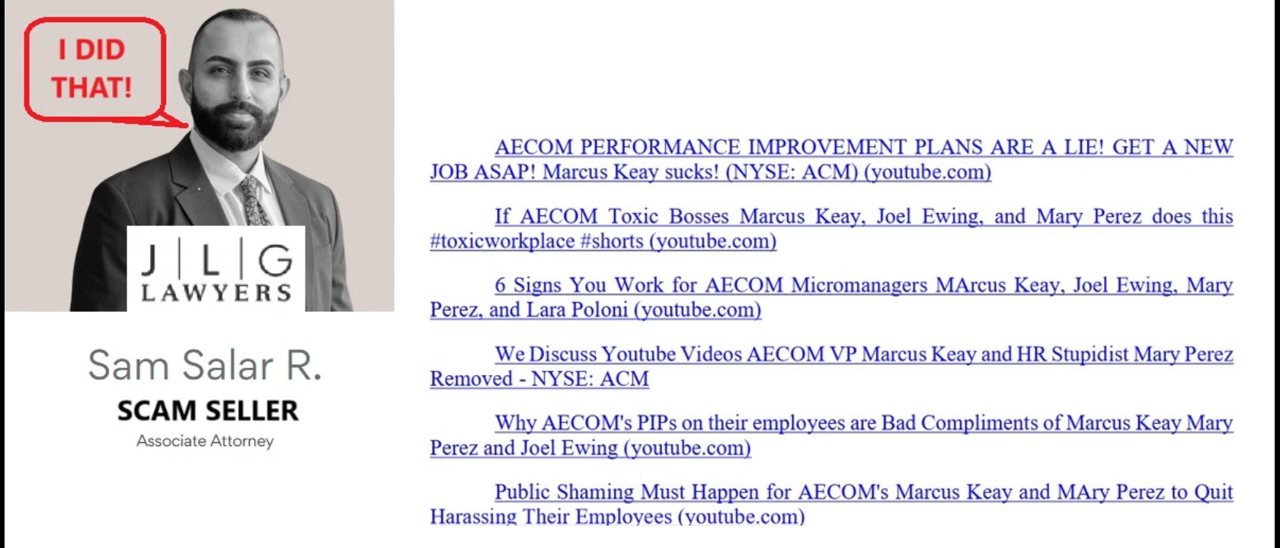 I DID
THAT!
J|L|G
LAWYERS
Sam Salar R.
SCAM SELLER
Associate Attorney
AECOM PERFORMANCE IMPROVEMENT PLANS ARE A LIE! GET A NEW
JOB ASAP! Marcus Keay sucks! (NYSE: ACM) (youtube.com)
If AECOM Toxic Bosses Marcus Keay, Joel Ewing, and Mary Perez does this
#toxicworkplace #shorts (youtube.com)
6 Signs You Work for AECOM Micromanagers MArcus Keay, Joel Ewing, Mary
Perez, and Lara Poloni (youtube.com)
We Discuss Youtube Videos AECOM VP Marcus Keay and HR Stupidist Mary Perez
Removed - NYSE: ACM
Why AECOM's PIPs on their employees are Bad Compliments of Marcus Keay Mary
Perez and Joel Ewing (youtube.com)
Public Shaming Must Happen for AECOM's Marcus Keay and MAry Perez to Quit
Harassing Their Employees (youtube.com)